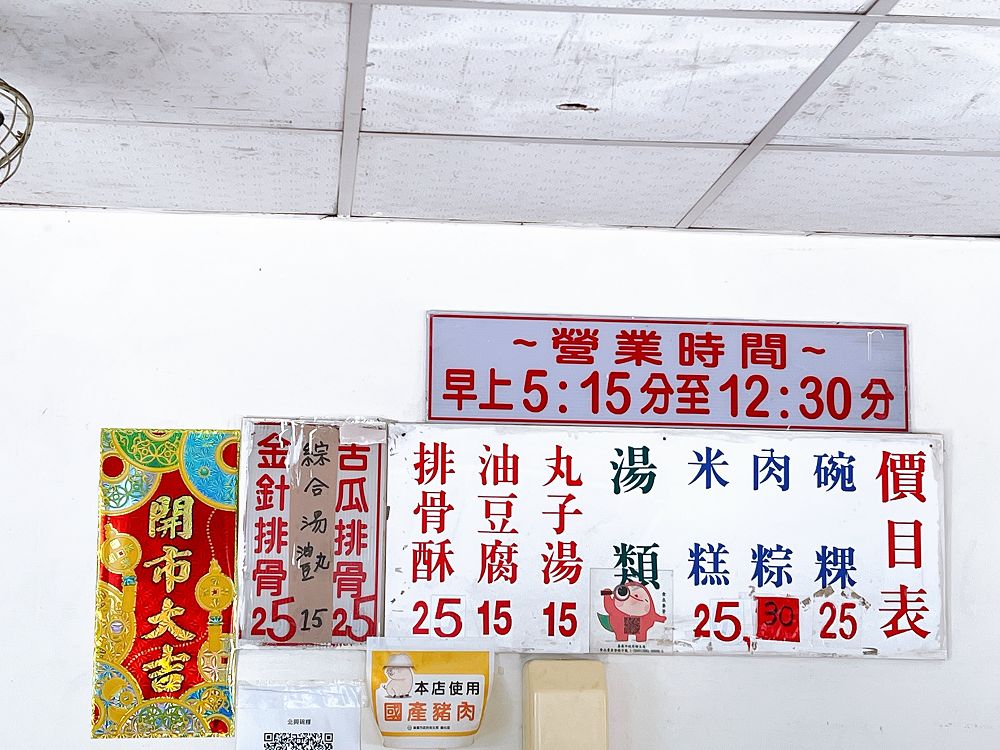 ~營業時間~
早上5:15分至12:30分
價目表
碗粿 25
肉粽 30
米糕 25
湯類
丸子湯 15
油豆腐 15
排骨酥 25
苦瓜排骨 25
綜合湯 油豆丸 15
金針排骨 25
開市大吉
本店使用
國產豬肉